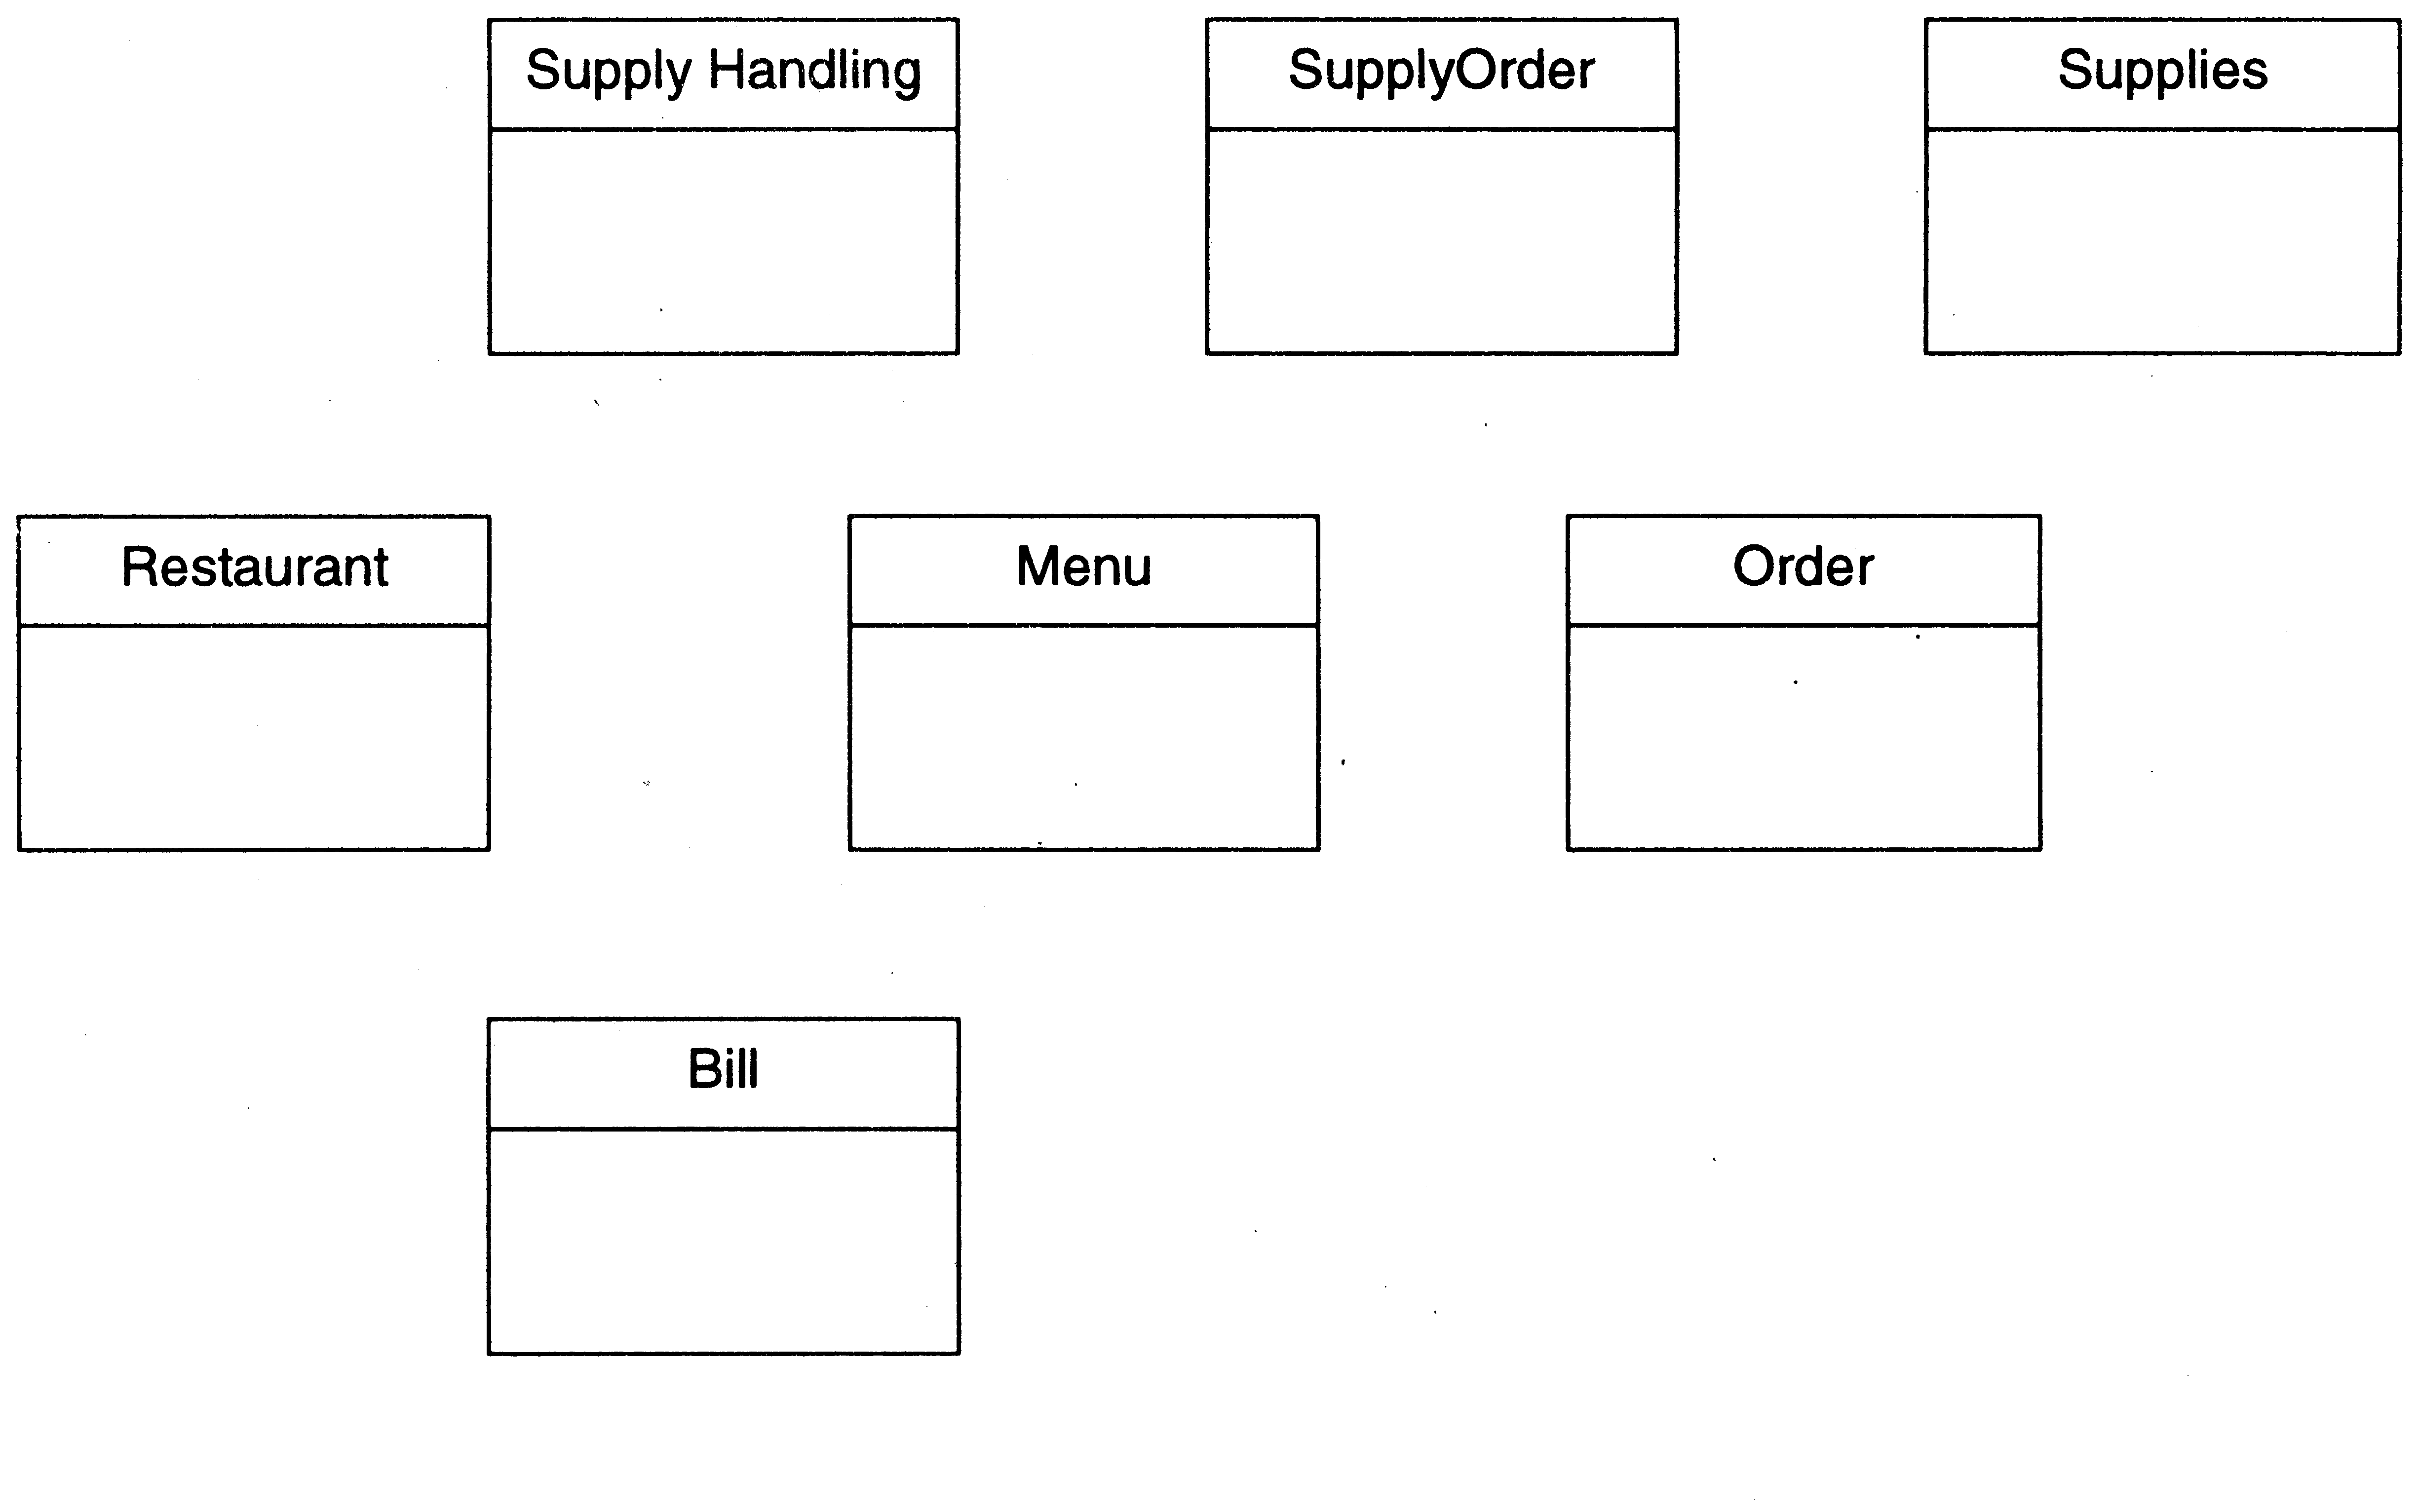 Supply Handling
SupplyOrder
Supplies
Restaurant
Menu
Order
Bill